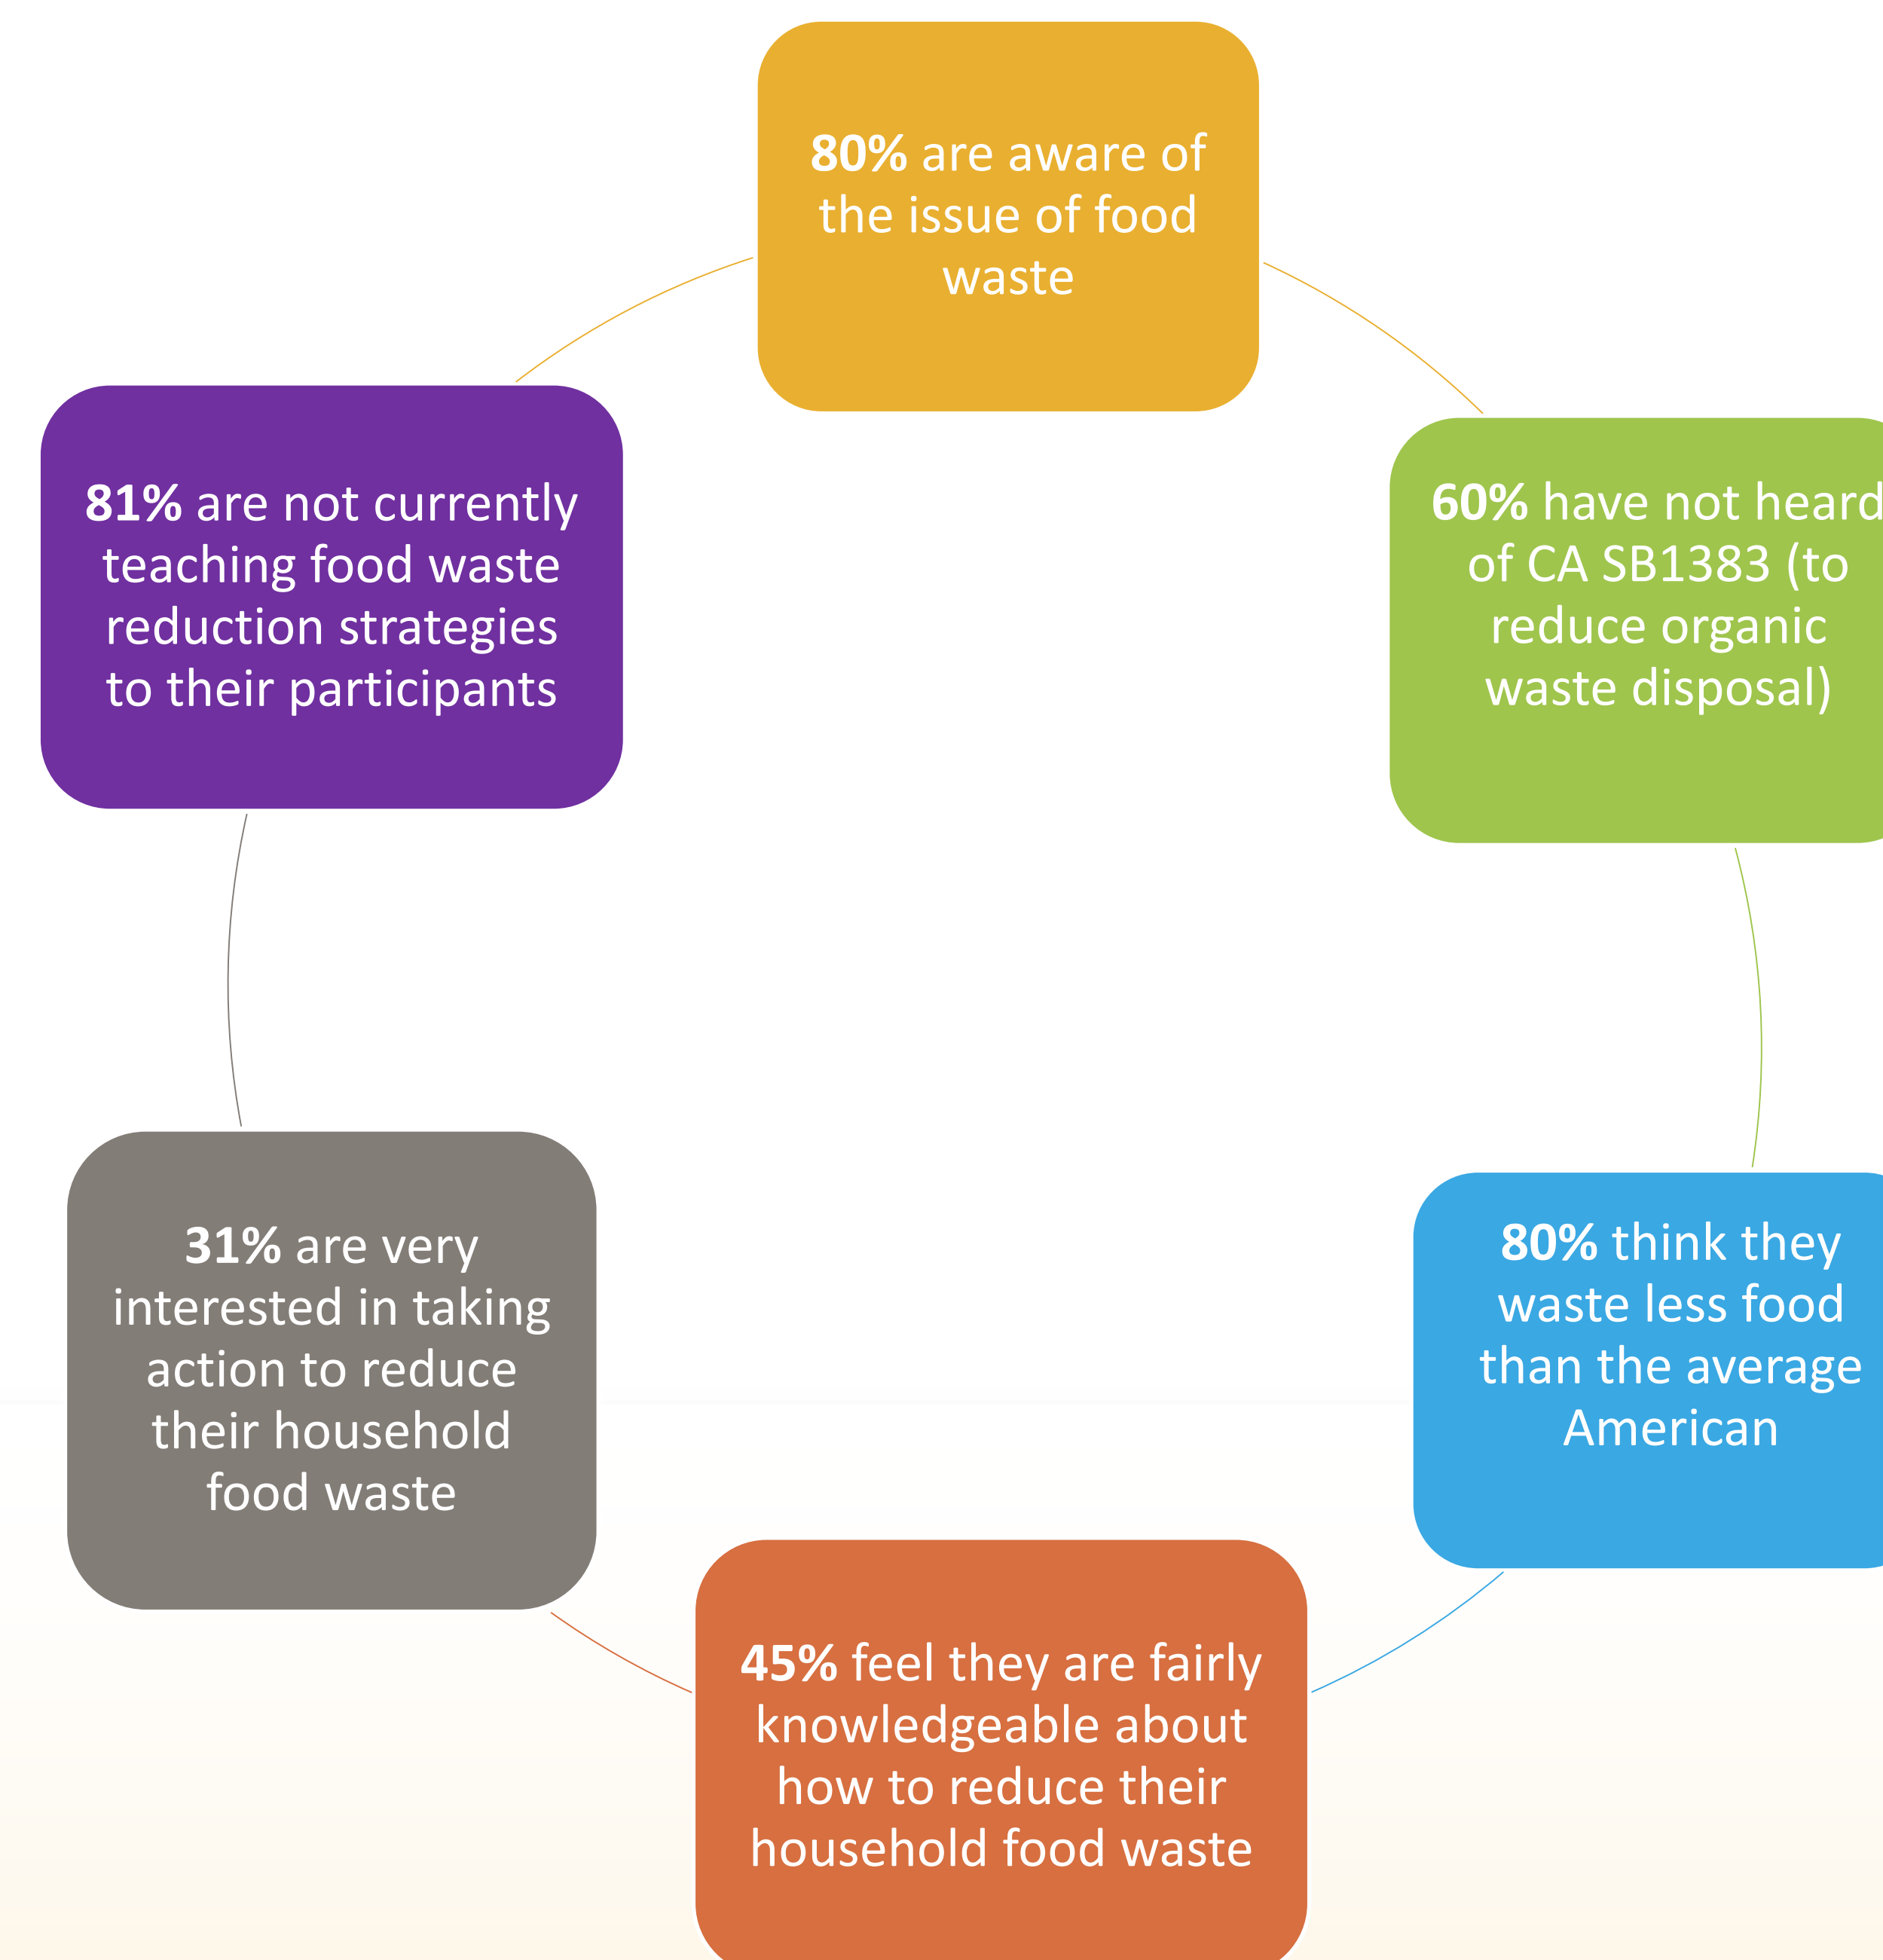 80% are aware of
the issue of food
waste
60% have not heard
of CA SB1383 (to
reduce organic
waste disposal)
80% think they
waste less food
than the average
American
45% feel they are fairly
knowledgeable about
how to reduce their
household food waste
31% are very
interested in taking
action to reduce
their household
food waste
81% are not currently
teaching food waste
reduction strategies
to their participants